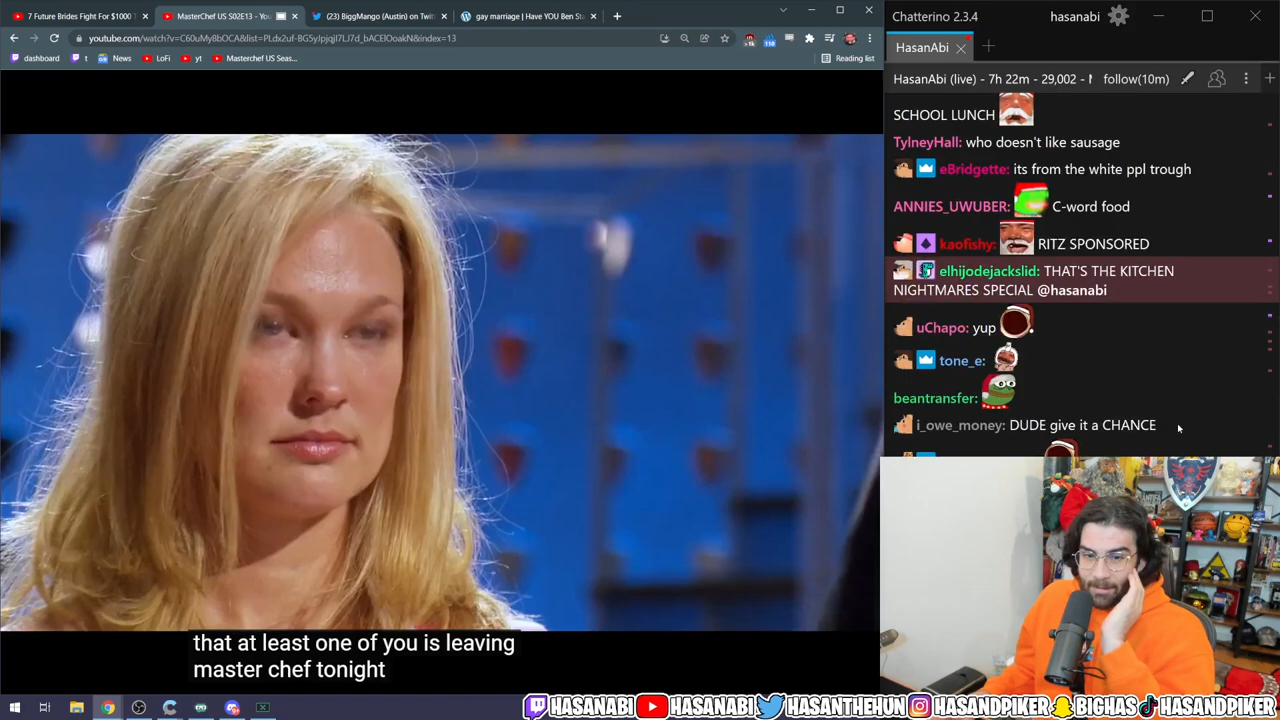 7 Future Brides Fight For $1000 T
MasterChef US S02E13 - You
(23) BiggMango (Austin) on Twit
gay marriage | Have YOU Ben Sta
youtube.com/watch?v=C60uMy8bOCA&list=PLdx2uf-BG5yJpjqjI7LJ7d_bACElOoakN&index=13
dashboard
t
News
LoFi
yt
Masterchef US Seas...
Reading list
that at least one of you is leaving
master chef tonight
Chatterino 2.3.4
hasanabi
HasanAbi
HasanAbi (live) - 7h 22m - 29,002 -
follow(10m)
SCHOOL LUNCH
TylneyHall: who doesn't like sausage
eBridgette: its from the white ppl trough
ANNIES_UWUBER: C-word food
kaofishy: RITZ SPONSORED
elhijodejackslid: THAT'S THE KITCHEN
NIGHTMARES SPECIAL @hasanabi
uChapo: yup
tone_e:
beantransfer:
i_owe_money: DUDE give it a CHANCE
HASANABI HASANABI HASANTHEHUN HASANDPIKER BIGHAS HASANDPIKER